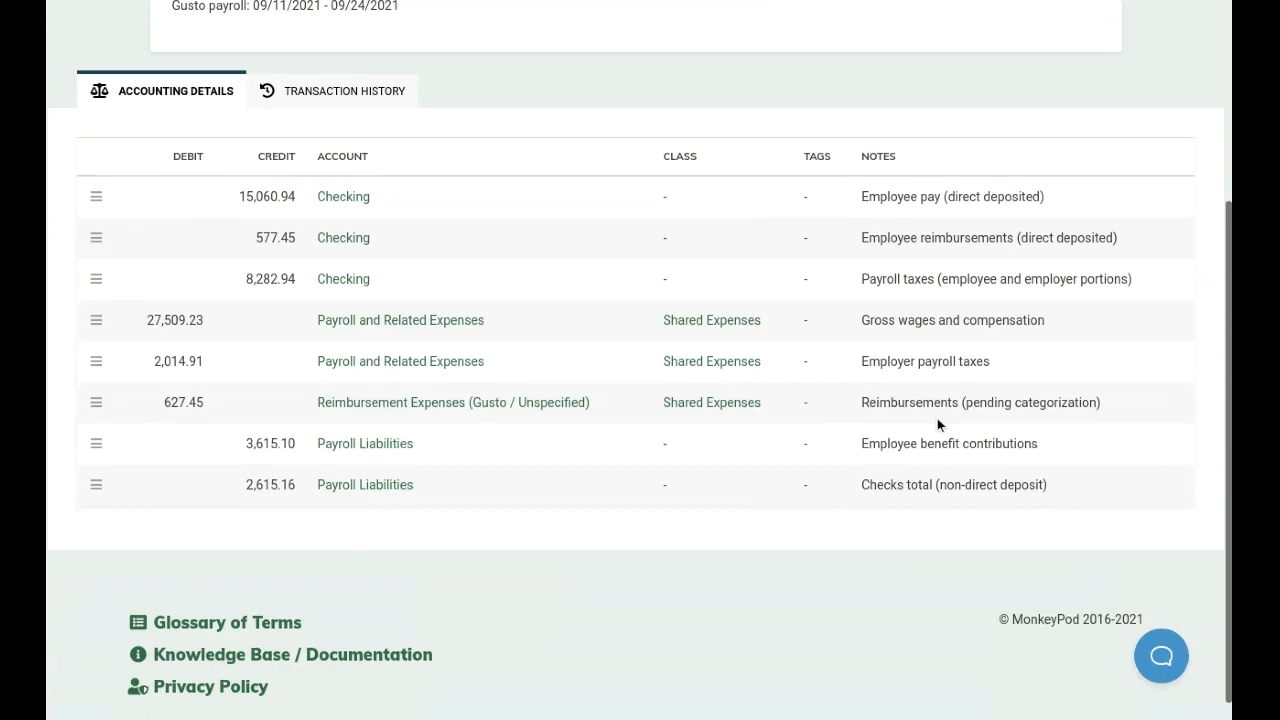 Gusto payroll: 09/11/2021 - 09/24/2021
ACCOUNTING DETAILS TRANSACTION HISTORY
DEBIT CREDIT ACCOUNT CLASS TAGS NOTES
15,060.94 Checking - - Employee pay (direct deposited)
577.45 Checking - - Employee reimbursements (direct deposited)
8,282.94 Checking - - Payroll taxes (employee and employer portions)
27,509.23 Payroll and Related Expenses Shared Expenses - Gross wages and compensation
2,014.91 Payroll and Related Expenses Shared Expenses - Employer payroll taxes
627.45 Reimbursement Expenses (Gusto / Unspecified) Shared Expenses - Reimbursements (pending categorization)
3,615.10 Payroll Liabilities - - Employee benefit contributions
2,615.16 Payroll Liabilities - - Checks total (non-direct deposit)
Glossary of Terms
© MonkeyPod 2016-2021
Knowledge Base / Documentation
Privacy Policy